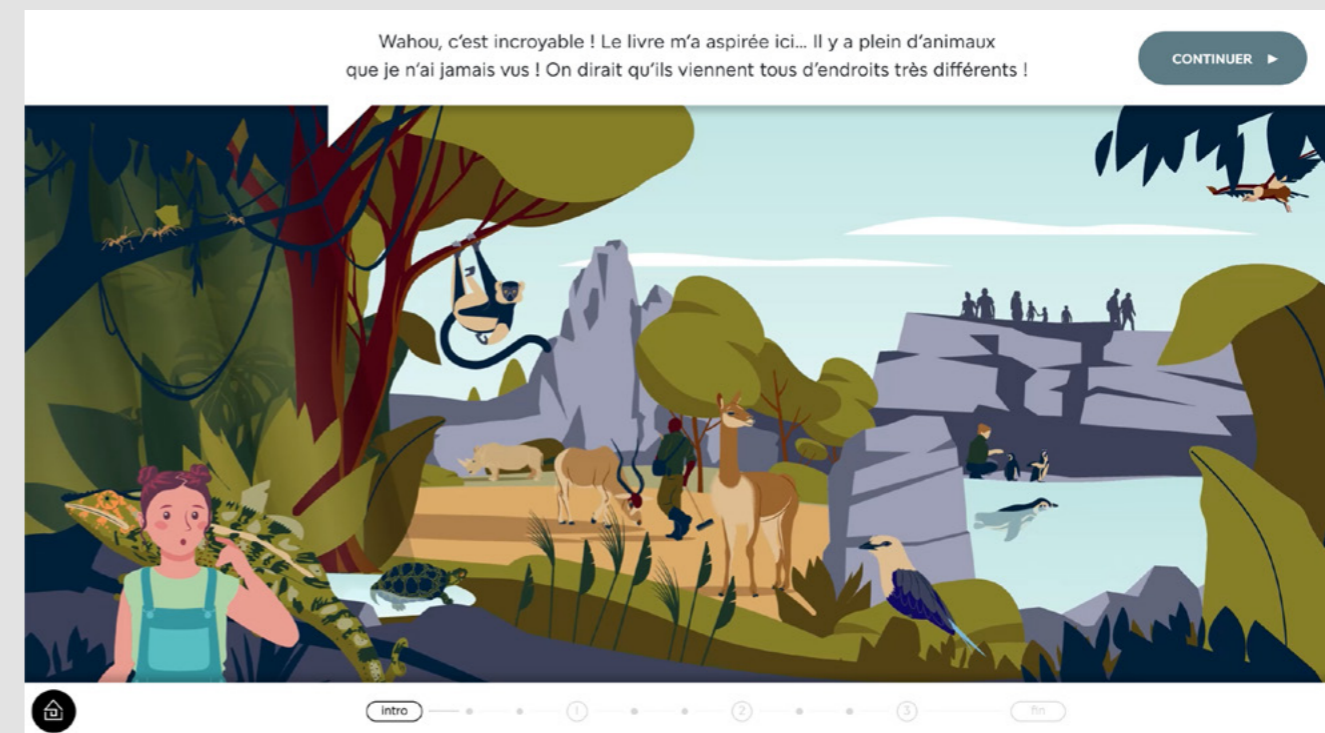 Wahou, c'est incroyable ! Le livre m'a aspirée ici... Il y a plein d'animaux
que je n'ai jamais vus ! On dirait qu'ils viennent tous d'endroits très différents !
CONTINUER
intro
1
2
3
fin